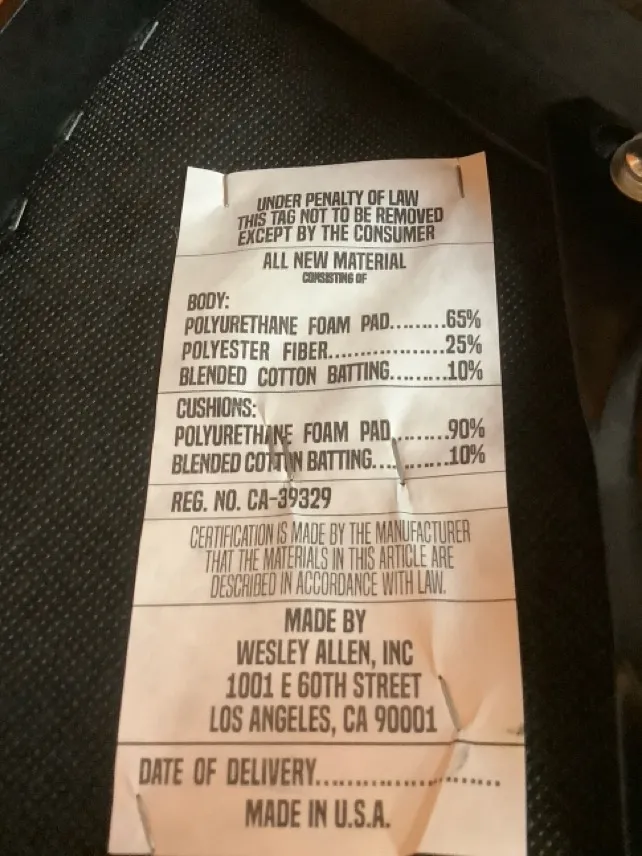 UNDER PENALTY OF LAW
THIS TAG NOT TO BE REMOVED
EXCEPT BY THE CONSUMER
ALL NEW MATERIAL
CONSISTING OF
BODY:
POLYURETHANE FOAM PAD.........65%
POLYESTER FIBER...................25%
BLENDED COTTON BATTING.........10%
CUSHIONS:
POLYURETHANE FOAM PAD.........90%
BLENDED COTTON BATTING............10%
REG. NO. CA-39329
CERTIFICATION IS MADE BY THE MANUFACTURER
THAT THE MATERIALS IN THIS ARTICLE ARE
DESCRIBED IN ACCORDANCE WITH LAW.
MADE BY
WESLEY ALLEN, INC
1001 E 60TH STREET
LOS ANGELES, CA 90001
DATE OF DELIVERY..........................
MADE IN U.S.A.